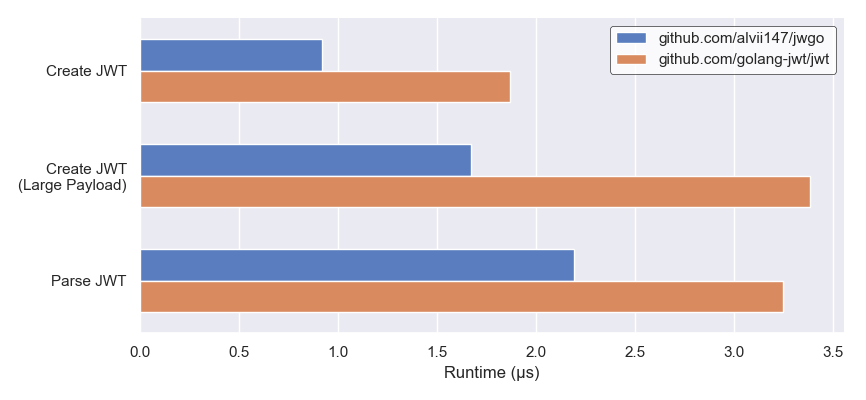 github.com/alvii147/jwgo
github.com/golang-jwt/jwt
Create JWT
Create JWT
(Large Payload)
Parse JWT
0.0 0.5 1.0 1.5 2.0 2.5 3.0 3.5
Runtime (µs)